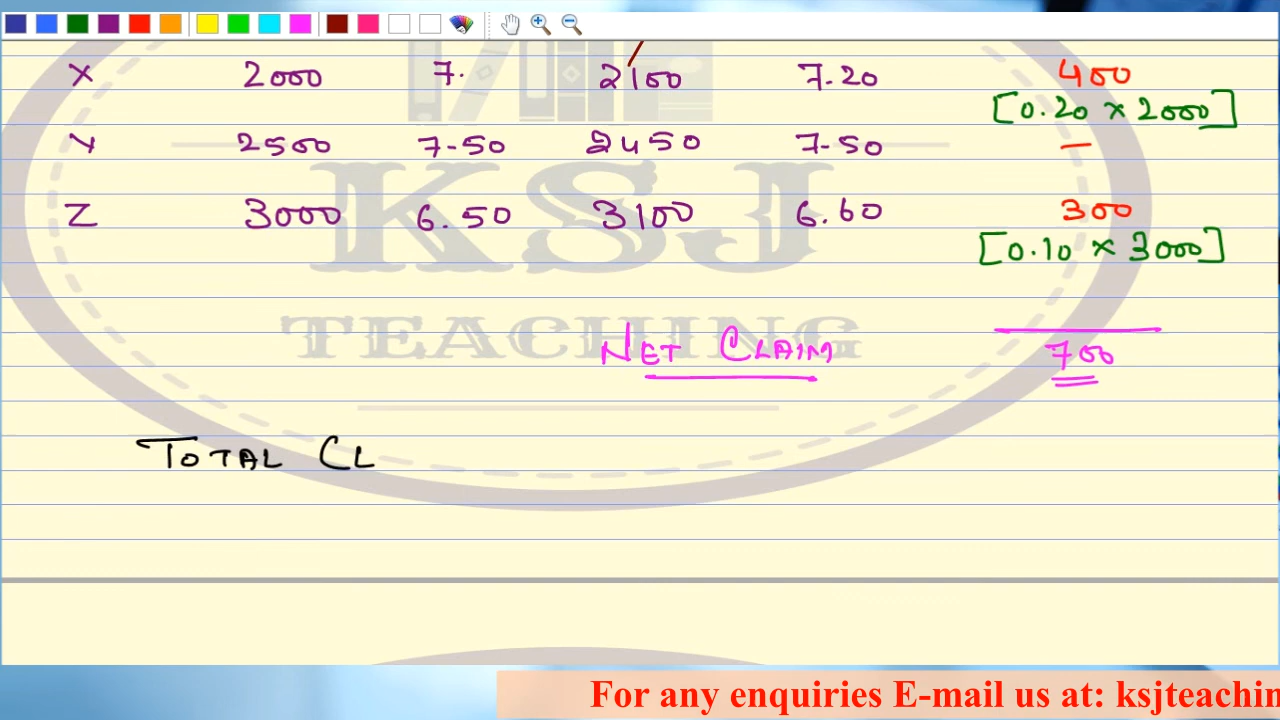 X 2000 7. 2100 7.20 400
[0.20 × 2000]
Y 2500 7-50 2450 7-50 —
Z 3000 6.50 3100 6.60 300
[0.10 × 3000]
KSJ
TEACHING
NET CLAIM 700
TOTAL CL
For any enquiries E-mail us at: ksjteachin